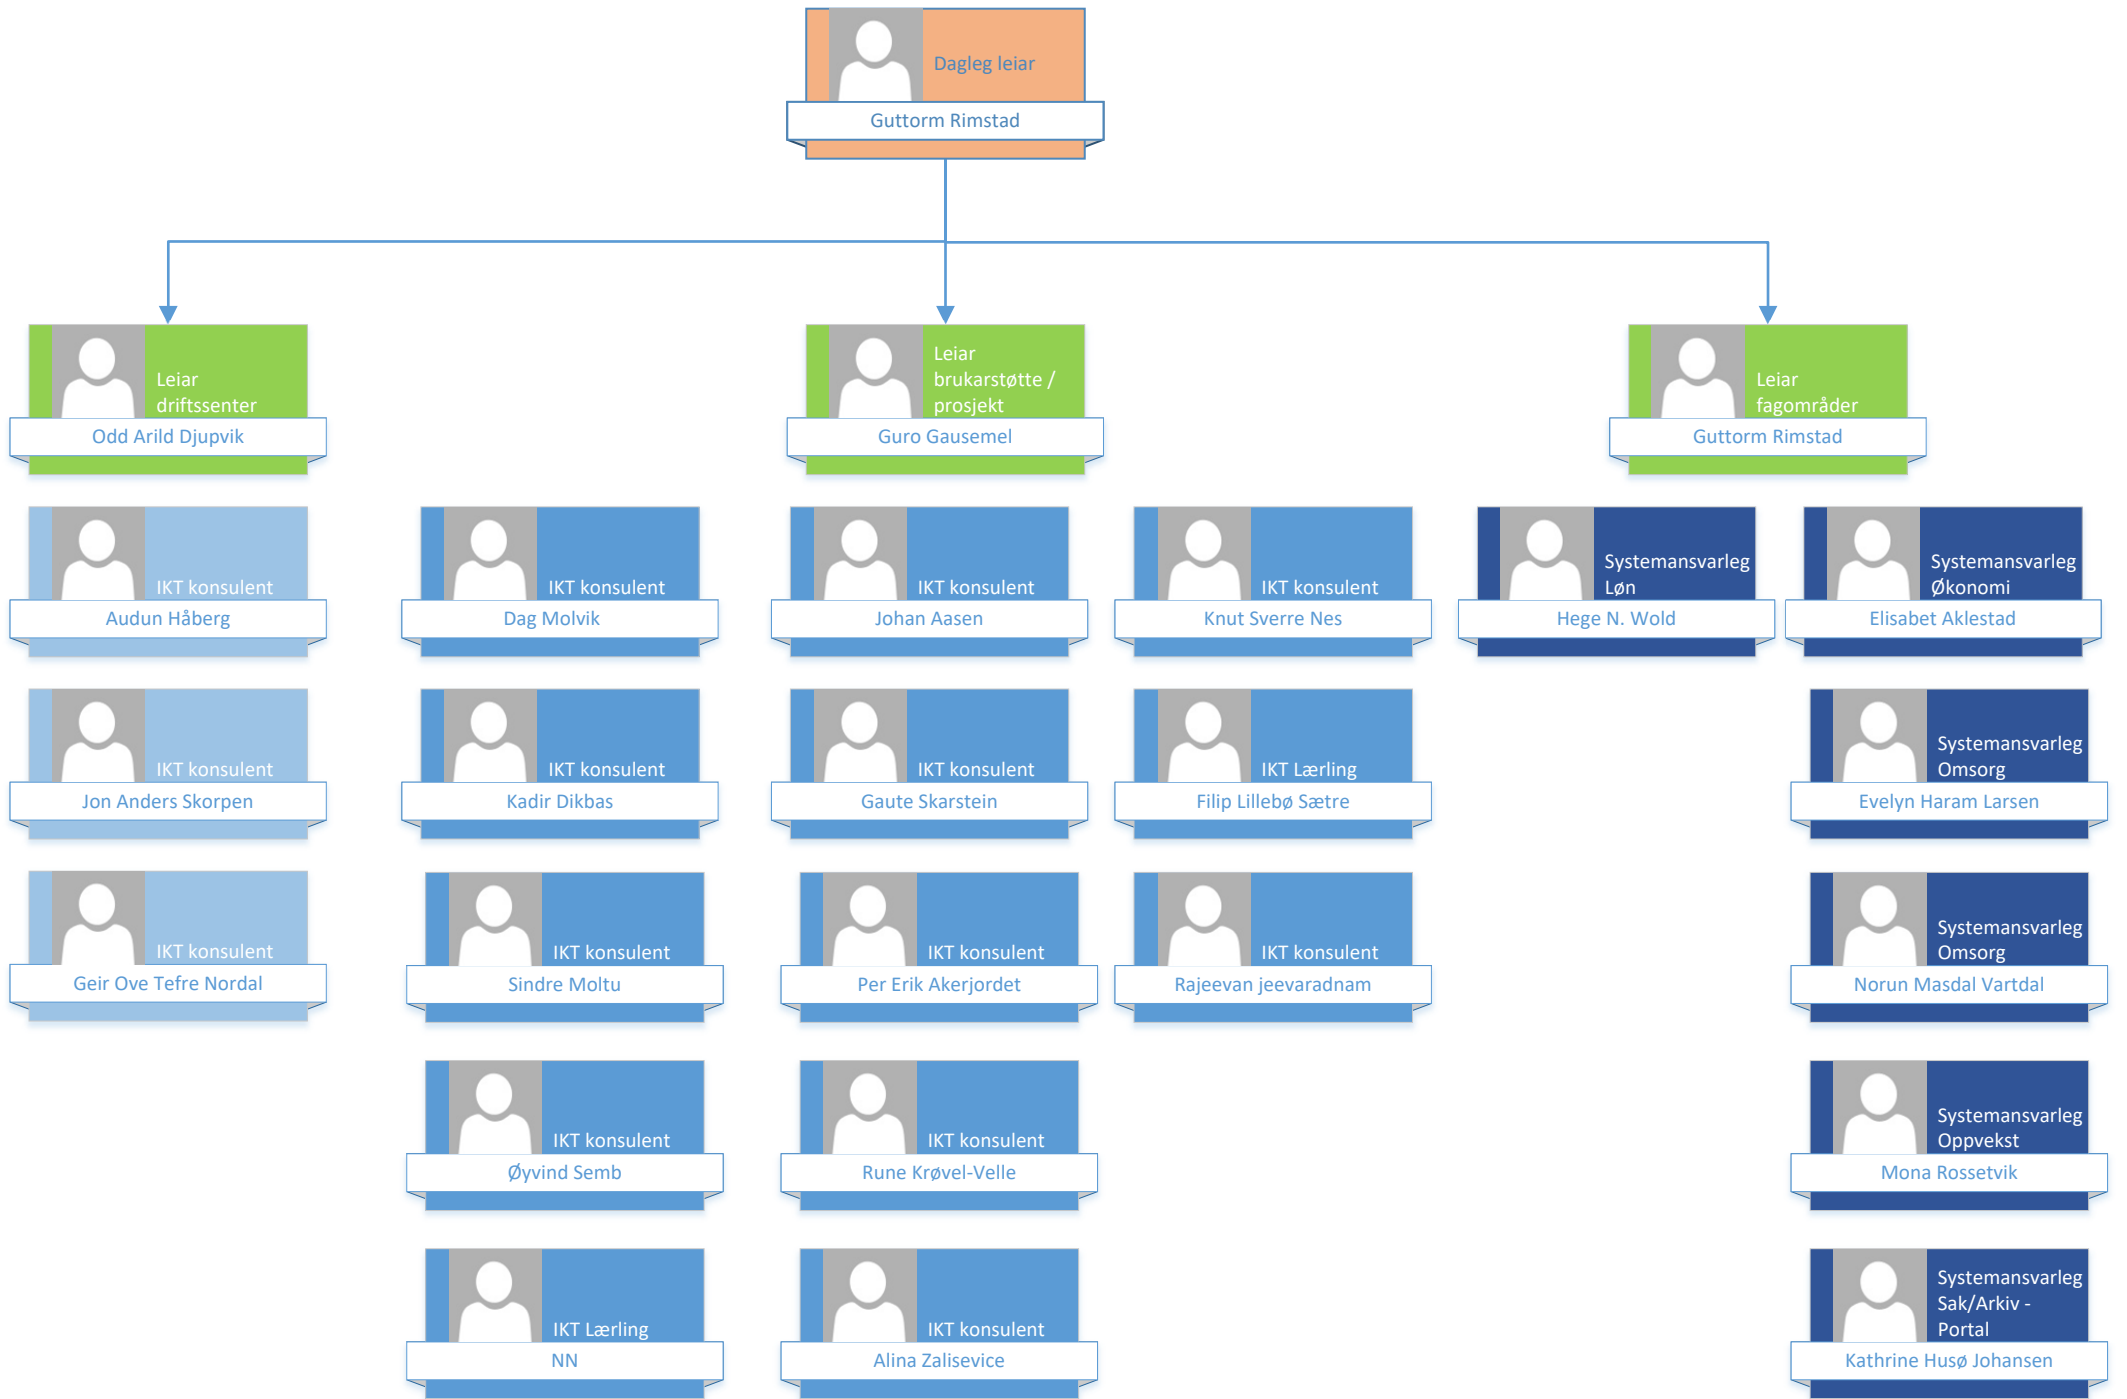 Dagleg leiar
Guttorm Rimstad
Leiar
driftssenter
Odd Arild Djupvik
Leiar
brukarstøtte /
prosjekt
Guro Gausemel
Leiar
fagområder
Guttorm Rimstad
IKT konsulent
Audun Håberg
IKT konsulent
Dag Molvik
IKT konsulent
Johan Aasen
IKT konsulent
Knut Sverre Nes
Systemansvarleg
Løn
Hege N. Wold
Systemansvarleg
Økonomi
Elisabet Aklestad
IKT konsulent
Jon Anders Skorpen
IKT konsulent
Kadir Dikbas
IKT konsulent
Gaute Skarstein
IKT Lærling
Filip Lillebø Sætre
Systemansvarleg
Omsorg
Evelyn Haram Larsen
IKT konsulent
Geir Ove Tefre Nordal
IKT konsulent
Sindre Moltu
IKT konsulent
Per Erik Akerjordet
IKT konsulent
Rajeevan jeevaradnam
Systemansvarleg
Omsorg
Norun Masdal Vartdal
IKT konsulent
Øyvind Semb
IKT konsulent
Rune Krøvel-Velle
Systemansvarleg
Oppvekst
Mona Rossetvik
IKT Lærling
NN
IKT konsulent
Alina Zalisevice
Systemansvarleg
Sak/Arkiv -
Portal
Kathrine Husø Johansen